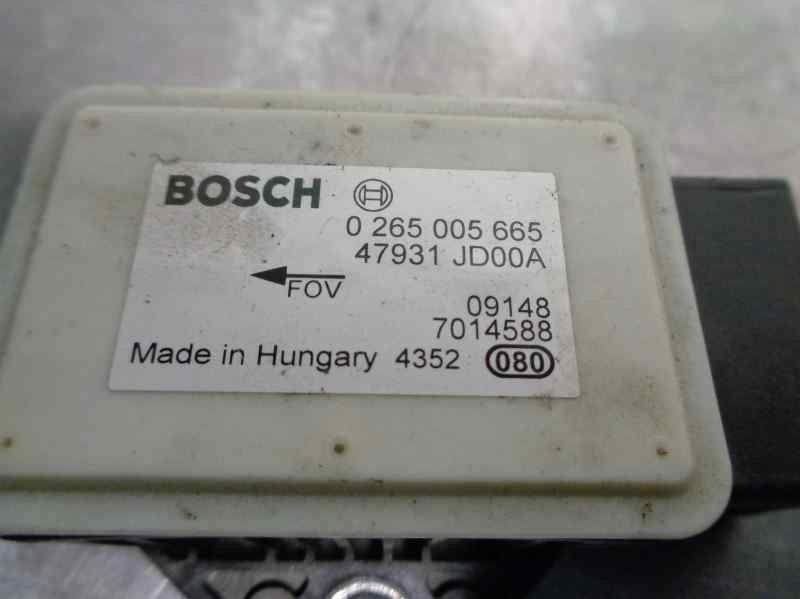 BOSCH
0 265 005 665
47931 JD00A
FOV
09148
7014588
Made in Hungary 4352 080